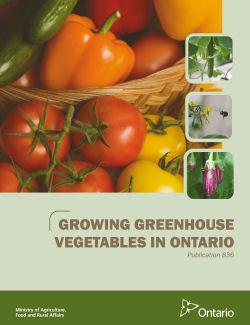 GROWING GREENHOUSE
VEGETABLES IN ONTARIO
Publication 836
Ministry of Agriculture,
Food and Rural Affairs
Ontario